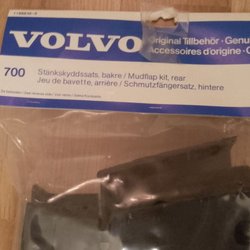 VOLVO
Original Tillbehör · Genu
Accessoires d'origine ·
700
Stänkskyddssats, bakre / Mudflap kit, rear
Jeu de bavette, arrière / Schmutzfängersatz, hintere